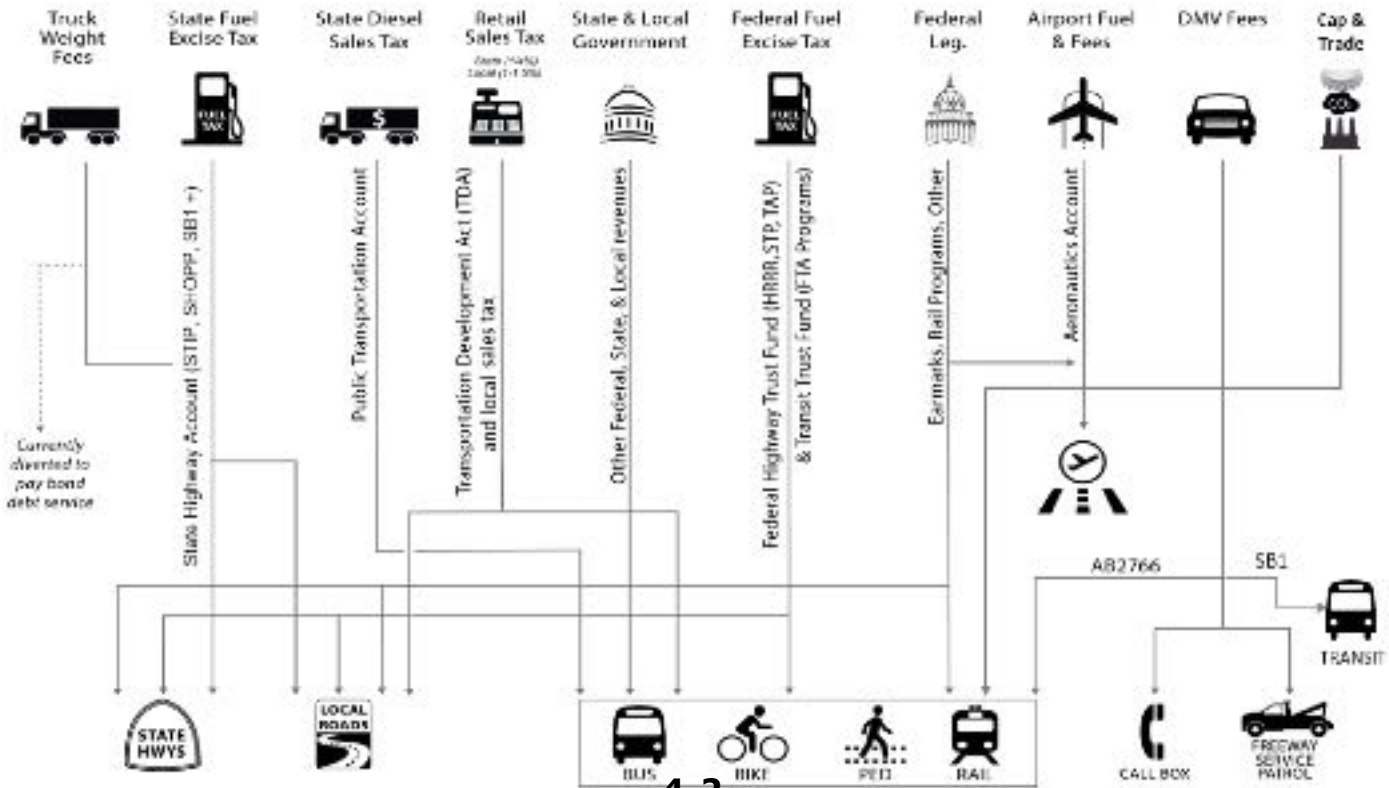 Truck
Weight
Fees
State Fuel
Excise Tax
State Diesel
Sales Tax
Retail
Sales Tax
State & Local
Government
Federal Fuel
Excise Tax
Federal
Leg.
Airport Fuel
& Fees
DMV Fees
Cap &
Trade
FUEL
TAX
$
FUEL
TAX
State Highway Account (STIP, SHOPP, SB1 +)
Public Transportation Account
Transportation Development Act (TDA)
and local sales tax
Other Federal, State, & Local revenues
Federal Highway Trust Fund (HRRR, STP, TAP)
& Transit Trust Fund (FTA Programs)
Earmarks, Rail Programs, Other
Aeronautics Account
Currently
diverted to
pay bond
debt service
AB2766
SB1
TRANSIT
STATE
HWYS
LOCAL
ROADS
BUS
BIKE
PED
RAIL
CALL BOX
FREEWAY
SERVICE
PATROL